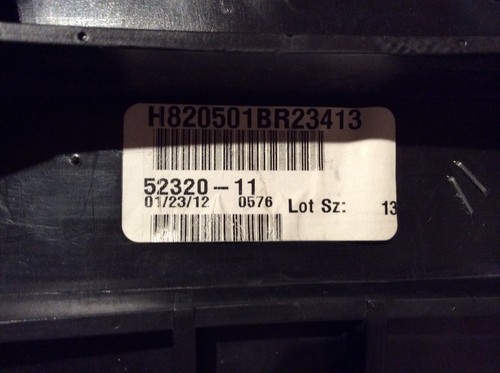 H820501BR23413
52320-11
01/23/12 0576 Lot Sz: 13